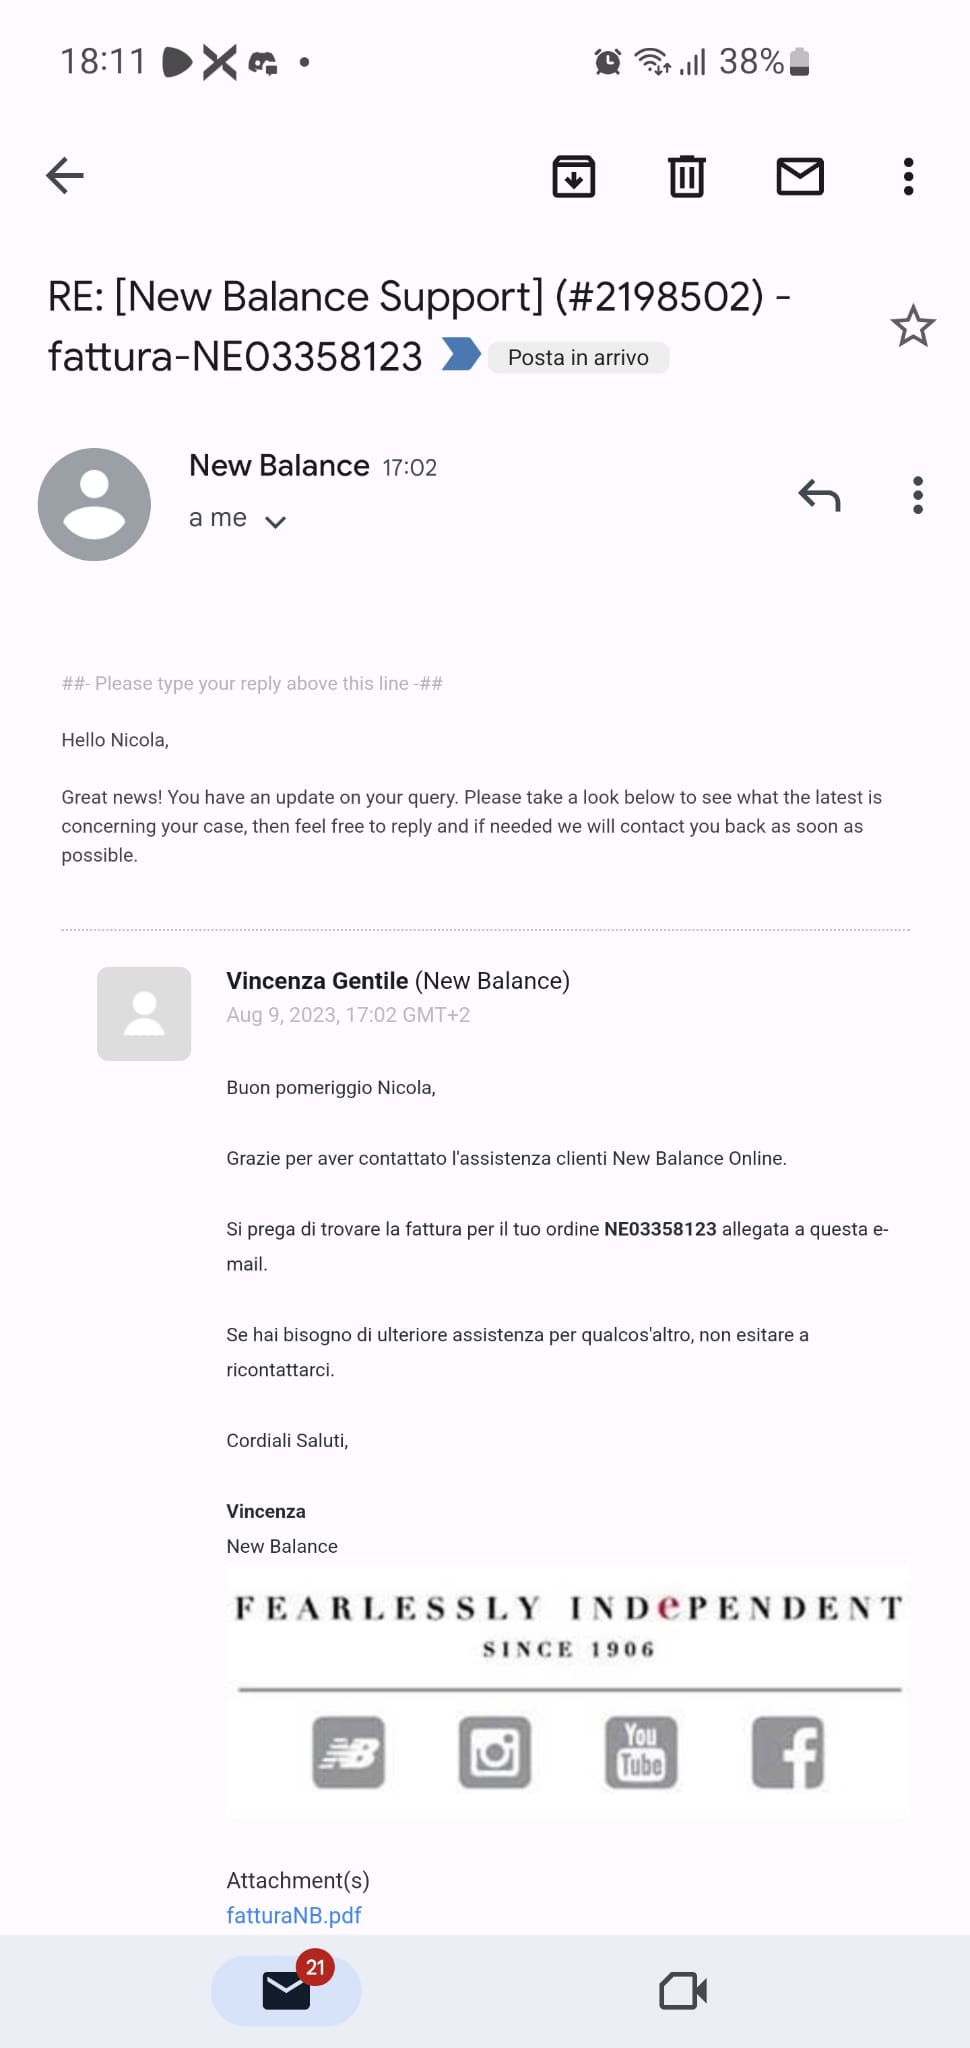 18:11
38%
RE: [New Balance Support] (#2198502) -
fattura-NE03358123 Posta in arrivo
New Balance 17:02
a me
##- Please type your reply above this line -##
Hello Nicola,
Great news! You have an update on your query. Please take a look below to see what the latest is
concerning your case, then feel free to reply and if needed we will contact you back as soon as
possible.
Vincenza Gentile (New Balance)
Aug 9, 2023, 17:02 GMT+2
Buon pomeriggio Nicola,
Grazie per aver contattato l'assistenza clienti New Balance Online.
Si prega di trovare la fattura per il tuo ordine NE03358123 allegata a questa e-
mail.
Se hai bisogno di ulteriore assistenza per qualcos'altro, non esitare a
ricontattarci.
Cordiali Saluti,
Vincenza
New Balance
FEARLESSLY INDePENDENT
SINCE 1906
NB
You
Tube
f
Attachment(s)
fatturaNB.pdf
21